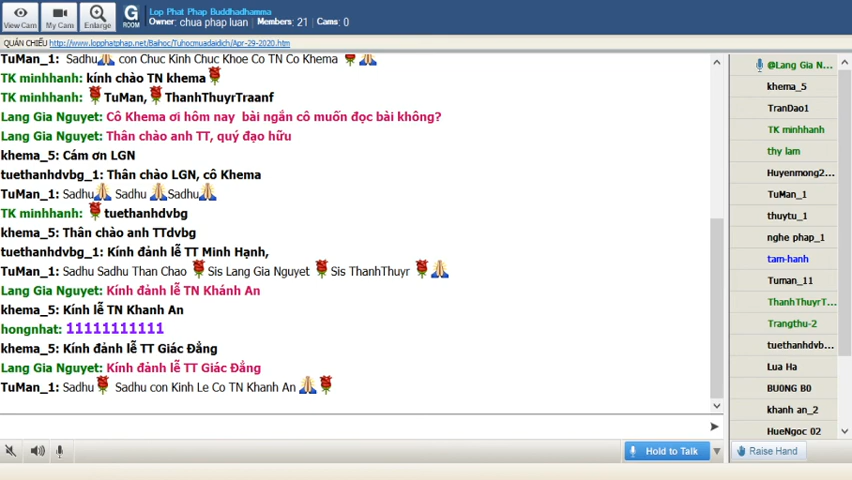 View Cam
My Cam
Enlarge
G ROOM
Lop Phat Phap Buddhadhamma
Owner: chua phap luan Members: 21 Cams: 0
QUÁN CHIẾU http://www.lopphatphap.net/Baihoc/Tuhocmuadaidich/Apr-29-2020.htm
TuMan_1: Sadhu con Chuc Kinh Chuc Khoe Co TN Co Khema
TK minhhanh: kính chào TN khema
TK minhhanh: TuMan, ThanhThuyrTraanf
Lang Gia Nguyet: Cô Khema ơi hôm nay bài ngắn cô muốn đọc bài không?
Lang Gia Nguyet: Thân chào anh TT, quý đạo hữu
khema_5: Cám ơn LGN
tuethanhdvbg_1: Thân chào LGN, cô Khema
TuMan_1: Sadhu Sadhu Sadhu
TK minhhanh: tuethanhdvbg
khema_5: Thân chào anh TTdvbg
tuethanhdvbg_1: Kính đảnh lễ TT Minh Hạnh,
TuMan_1: Sadhu Sadhu Than Chao Sis Lang Gia Nguyet Sis ThanhThuyr
Lang Gia Nguyet: Kính đảnh lễ TN Khánh An
khema_5: Kính lễ TN Khanh An
hongnhat: 11111111111
khema_5: Kính đảnh lễ TT Giác Đẳng
Lang Gia Nguyet: Kính đảnh lễ TT Giác Đẳng
TuMan_1: Sadhu Sadhu con Kinh Le Co TN Khanh An
@Lang Gia N...
khema_5
TranDao1
TK minhhanh
thy lam
Huyenmong2...
TuMan_1
thuytu_1
nghe phap_1
tam-hanh
Tuman_11
ThanhThuyrT...
Trangthu-2
tuethanhdvb...
Lua Ha
BU0NG B0
khanh an_2
HueNgoc 02
Hold to Talk
Raise Hand